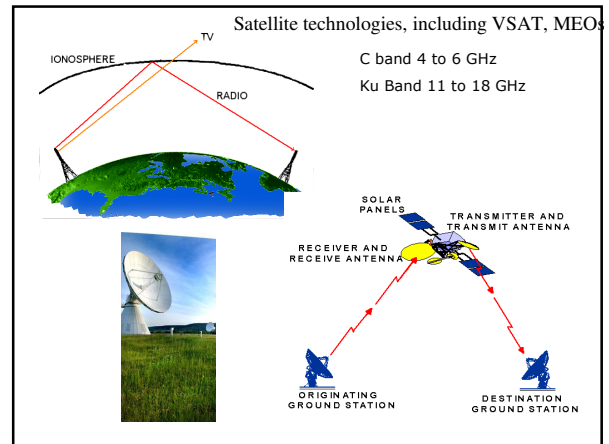 Satellite technologies, including VSAT, MEOs
TV
IONOSPHERE
RADIO
C band 4 to 6 GHz
Ku Band 11 to 18 GHz
SOLAR
PANELS
TRANSMITTER AND
TRANSMIT ANTENNA
RECEIVER AND
RECEIVE ANTENNA
ORIGINATING
GROUND STATION
DESTINATION
GROUND STATION